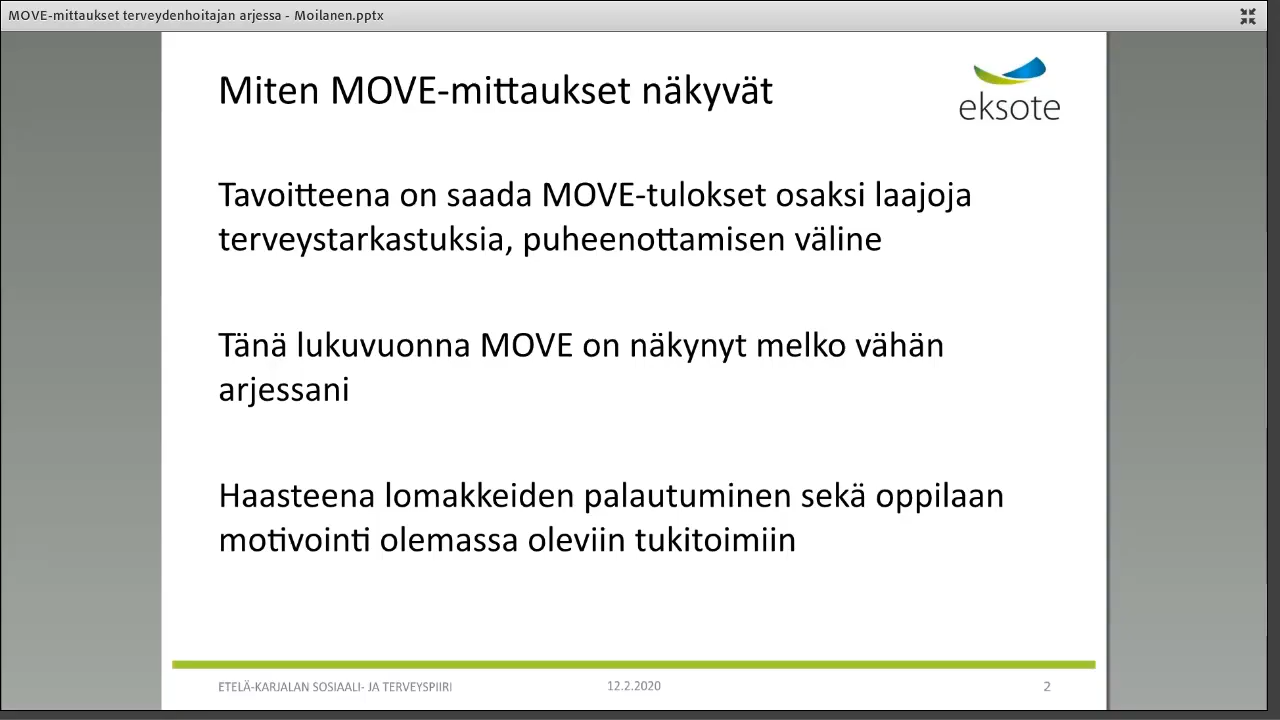 MOVE-mittaukset terveydenhoitajan arjessa - Moilanen.pptx
Miten MOVE-mittaukset näkyvät
eksote
Tavoitteena on saada MOVE-tulokset osaksi laajoja
terveystarkastuksia, puheenottamisen väline
Tänä lukuvuonna MOVE on näkynyt melko vähän
arjessani
Haasteena lomakkeiden palautuminen sekä oppilaan
motivointi olemassa oleviin tukitoimiin
ETELÄ-KARJALAN SOSIAALI- JA TERVEYSPIIRI 12.2.2020 2